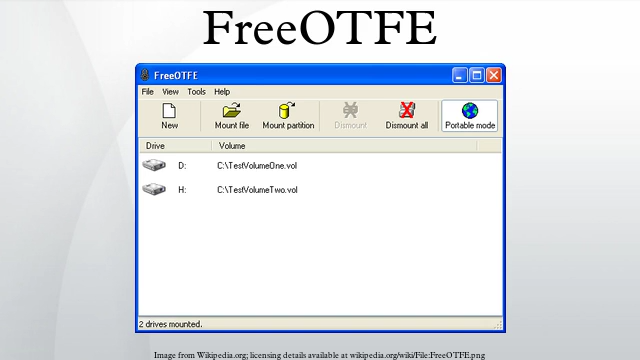 FreeOTFE
FreeOTFE
File View Tools Help
New Mount file Mount partition Dismount Dismount all Portable mode
Drive Volume
D: C:\TestVolumeOne.vol
H: C:\TestVolumeTwo.vol
2 drives mounted.
Image from Wikipedia.org; licensing details available at wikipedia.org/wiki/File:FreeOTFE.png